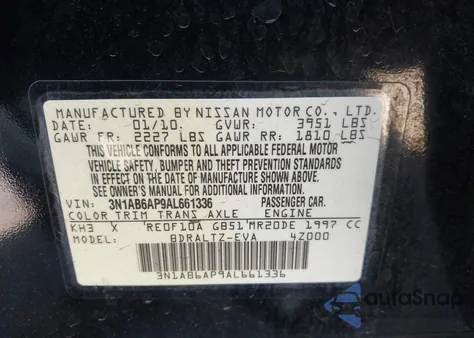 MANUFACTURED BY NISSAN MOTOR CO., LTD.
DATE: 01/10 GVWR: 3951 LBS
GAWR FR: 2227 LBS GAWR RR: 1810 LBS
THIS VEHICLE CONFORMS TO ALL APPLICABLE FEDERAL MOTOR
VEHICLE SAFETY, BUMPER AND THEFT PREVENTION STANDARDS
IN EFFECT ON THE DATE OF MANUFACTURE SHOWN ABOVE.
SEE OWNER'S MANUAL FOR ADDITIONAL INFORMATION
VIN: 3N1AB6AP9AL661336 PASSENGER CAR.
COLOR TRIM TRANS AXLE ENGINE
KH3 X RE0F10A GB51 MR20DE 1997 CC
MODEL: BDRALTZ-EVA 4Z000
3N1AB6AP9AL661336
autoSnap